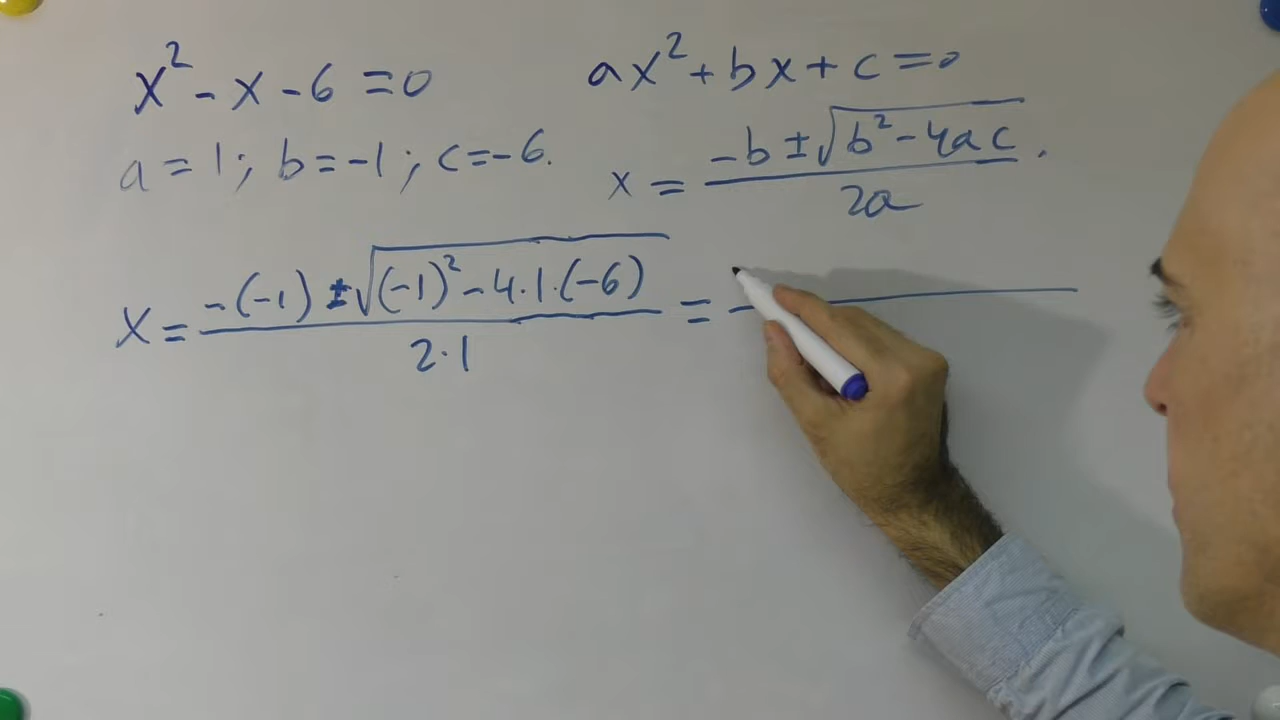 x² - x - 6 = 0
ax² + bx + c = 0
a = 1; b = -1; c = -6.
x = (-b ± √(b² - 4ac)) / 2a .
x = (-(-1) ± √((-1)² - 4·1·(-6))) / 2·1 =